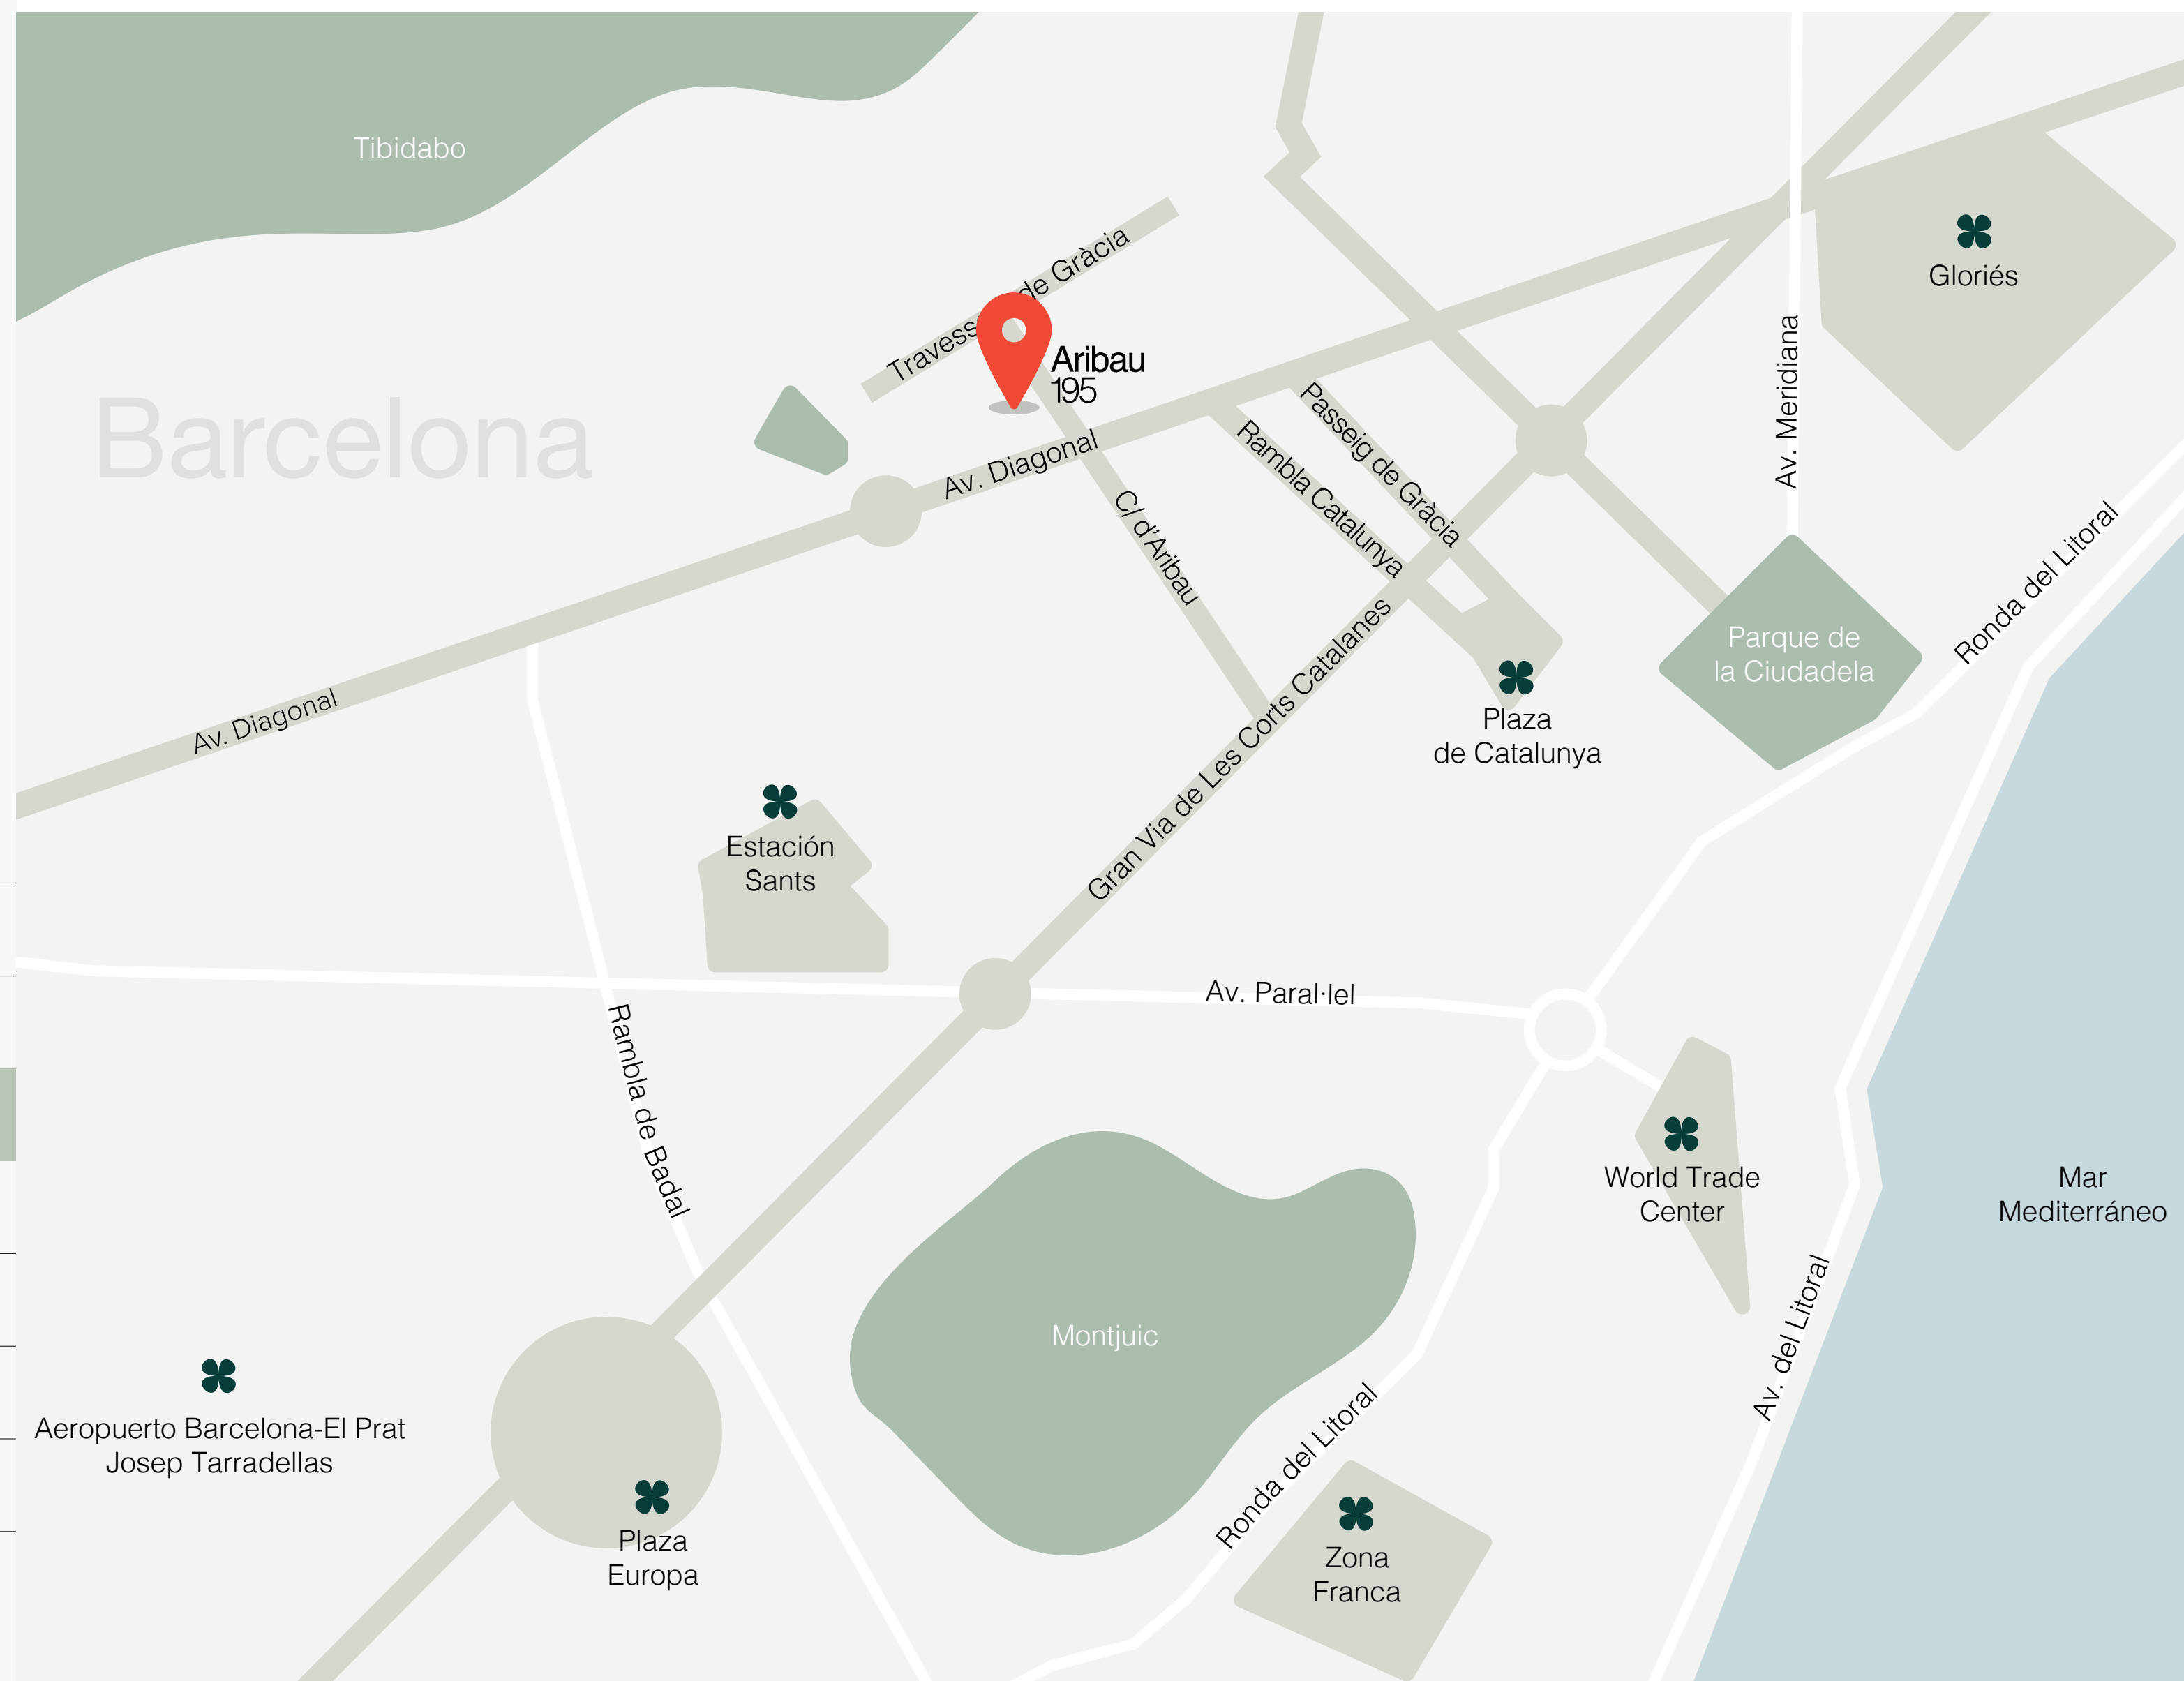 Tibidabo
Gloriés
Travess
de Gràcia
Aribau
195
Barcelona
Av. Meridiana
Passeig de Gràcia
Rambla Catalunya
Av. Diagonal
C/ d'Aribau
Ronda del Litoral
Parque de
la Ciudadela
Av. Diagonal
Plaza
de Catalunya
Gran Via de Les Corts Catalanes
Estación
Sants
Av. Paral·lel
Rambla de Badal
World Trade
Center
Mar
Mediterráneo
Montjuic
Av. del Litoral
Aeropuerto Barcelona-El Prat
Josep Tarradellas
Ronda del Litoral
Plaza
Europa
Zona
Franca